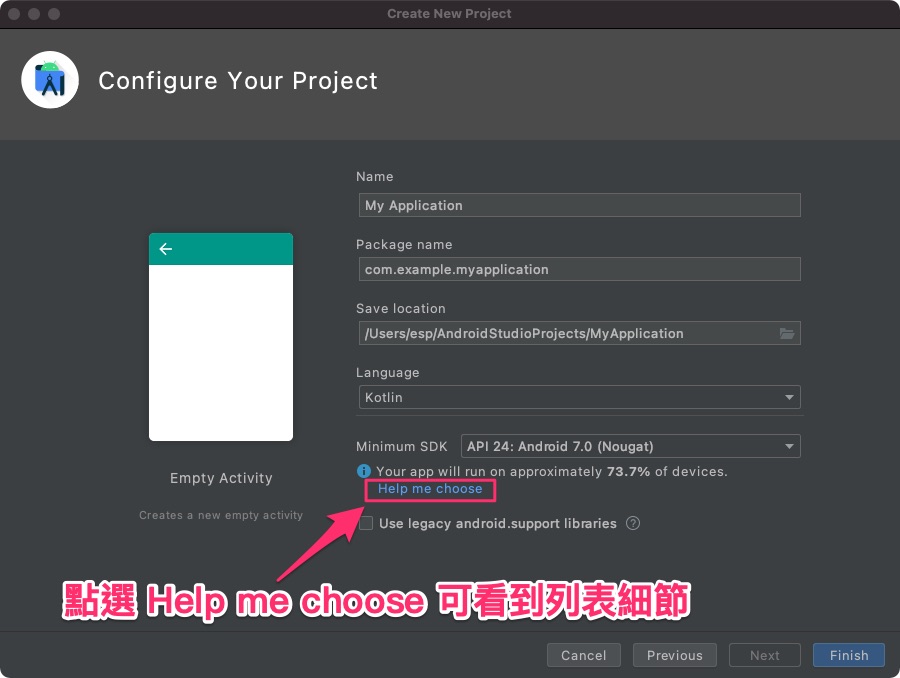 Create New Project
Configure Your Project
Name
My Application
Package name
com.example.myapplication
Save location
/Users/esp/AndroidStudioProjects/MyApplication
Language
Kotlin
Minimum SDK API 24: Android 7.0 (Nougat)
Your app will run on approximately 73.7% of devices.
Help me choose
Use legacy android.support libraries ?
Empty Activity
Creates a new empty activity
點選 Help me choose 可看到列表細節
Cancel Previous Next Finish